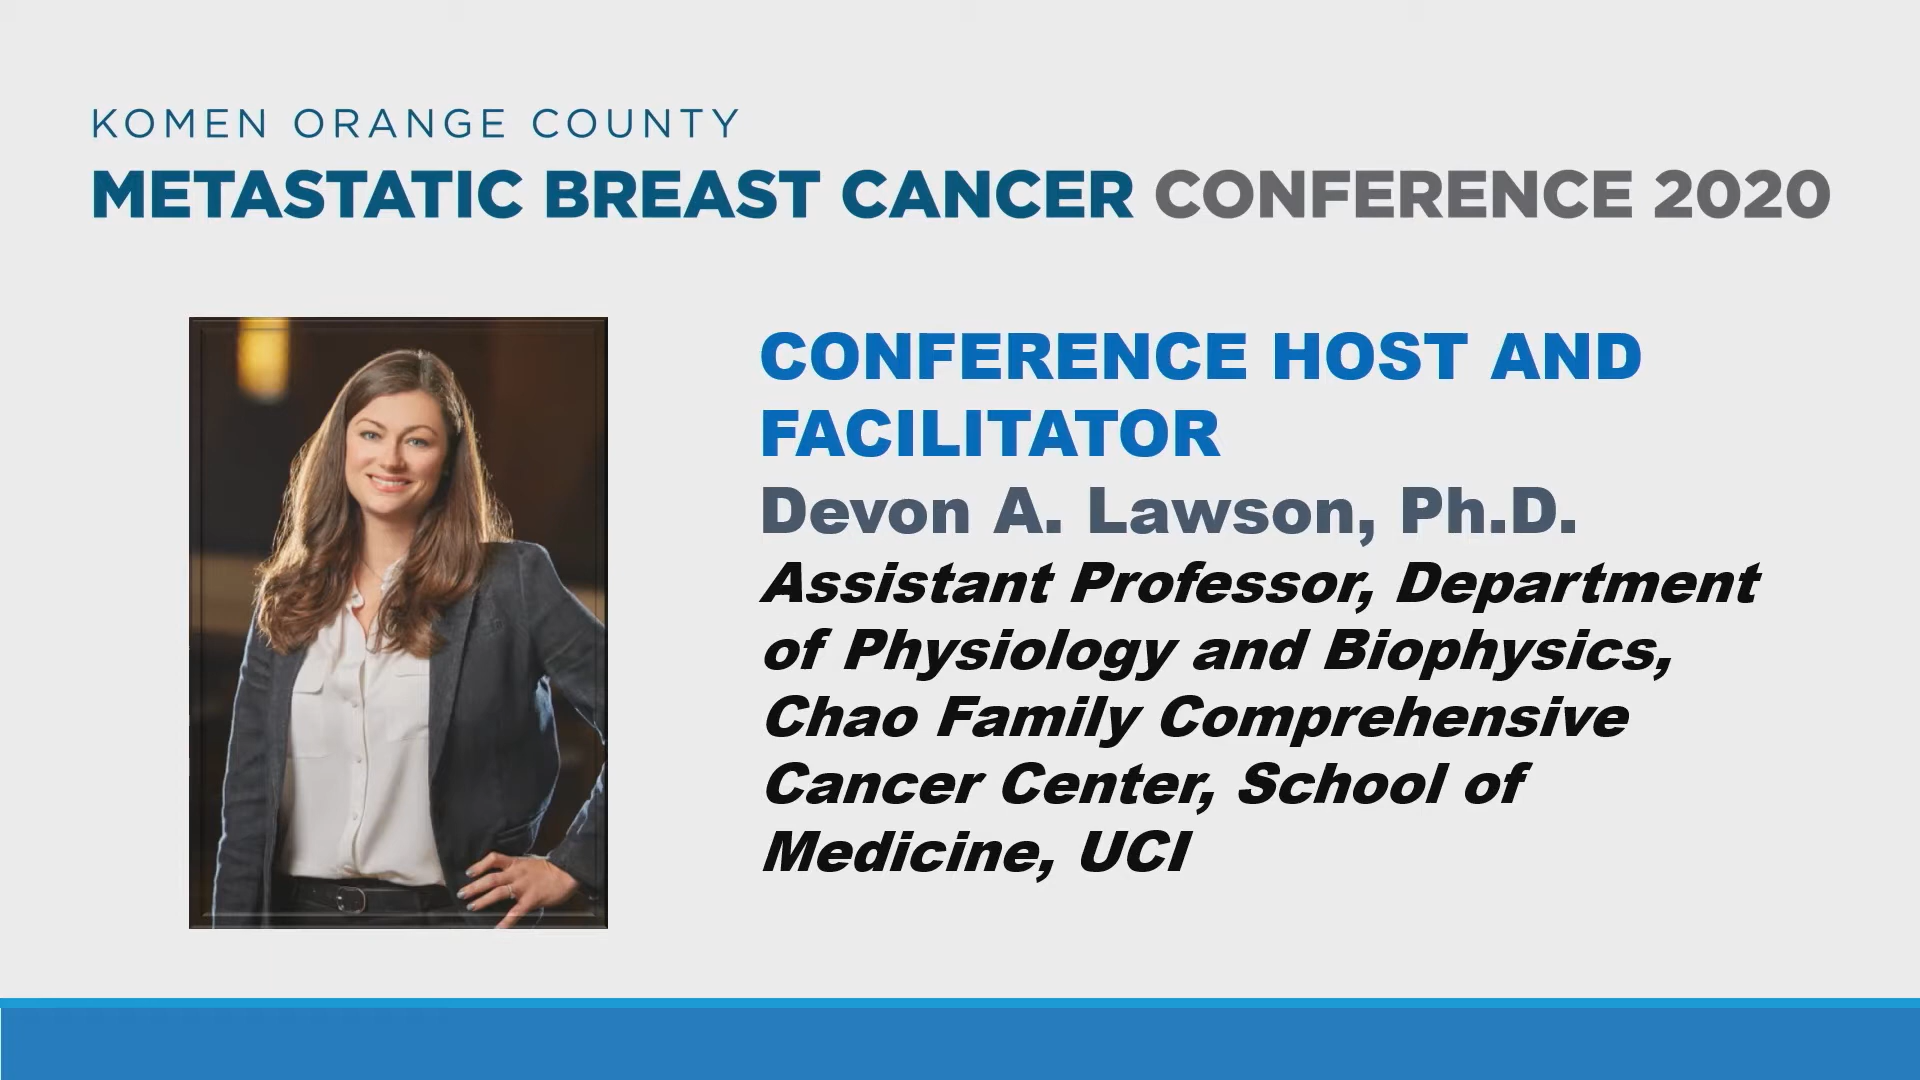 KOMEN ORANGE COUNTY
METASTATIC BREAST CANCER CONFERENCE 2020
CONFERENCE HOST AND
FACILITATOR
Devon A. Lawson, Ph.D.
Assistant Professor, Department
of Physiology and Biophysics,
Chao Family Comprehensive
Cancer Center, School of
Medicine, UCI